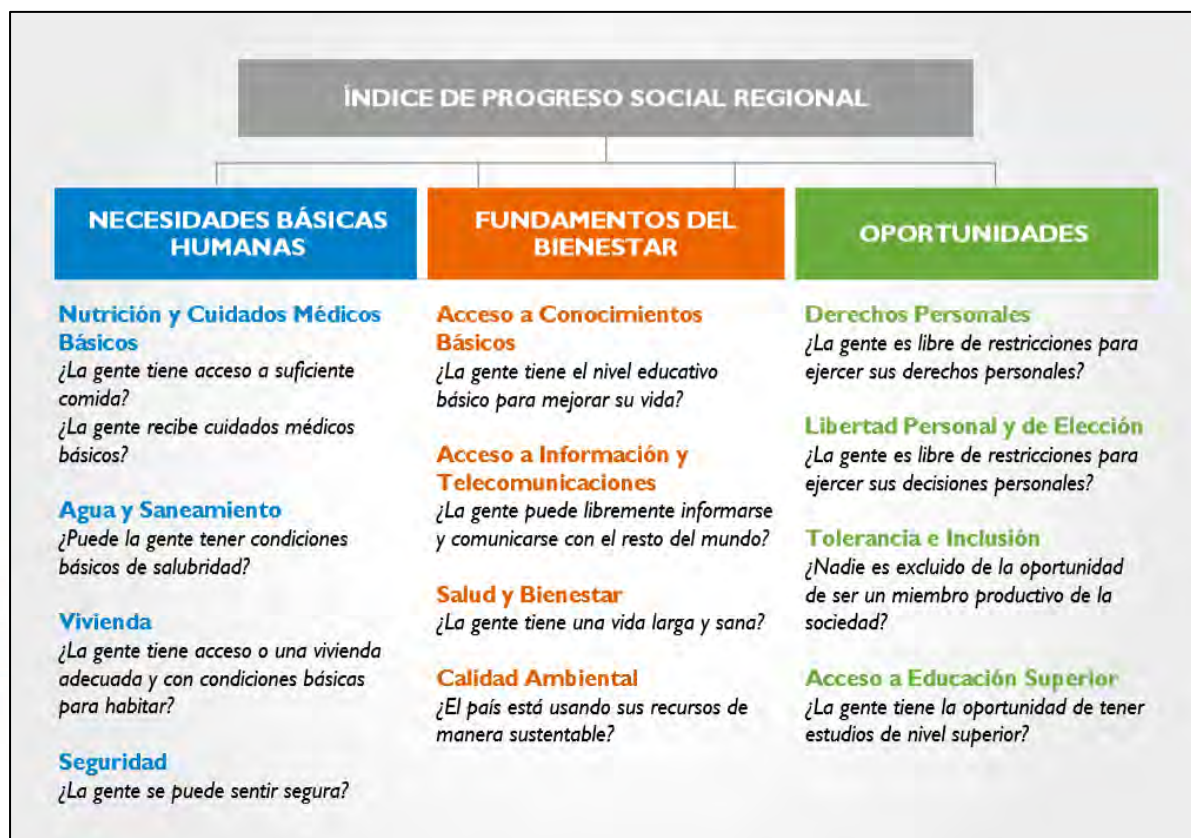 ÍNDICE DE PROGRESO SOCIAL REGIONAL
NECESIDADES BÁSICAS
HUMANAS
Nutrición y Cuidados Médicos
Básicos
¿La gente tiene acceso a suficiente
comida?
¿La gente recibe cuidados médicos
básicos?
Agua y Saneamiento
¿Puede la gente tener condiciones
básicos de salubridad?
Vivienda
¿La gente tiene acceso o una vivienda
adecuada y con condiciones básicas
para habitar?
Seguridad
¿La gente se puede sentir segura?
FUNDAMENTOS DEL
BIENESTAR
Acceso a Conocimientos
Básicos
¿La gente tiene el nivel educativo
básico para mejorar su vida?
Acceso a Información y
Telecomunicaciones
¿La gente puede libremente informarse
y comunicarse con el resto del mundo?
Salud y Bienestar
¿La gente tiene una vida larga y sana?
Calidad Ambiental
¿El país está usando sus recursos de
manera sustentable?
OPORTUNIDADES
Derechos Personales
¿La gente es libre de restricciones para
ejercer sus derechos personales?
Libertad Personal y de Elección
¿La gente es libre de restricciones para
ejercer sus decisiones personales?
Tolerancia e Inclusión
¿Nadie es excluido de la oportunidad
de ser un miembro productivo de la
sociedad?
Acceso a Educación Superior
¿La gente tiene la oportunidad de tener
estudios de nivel superior?